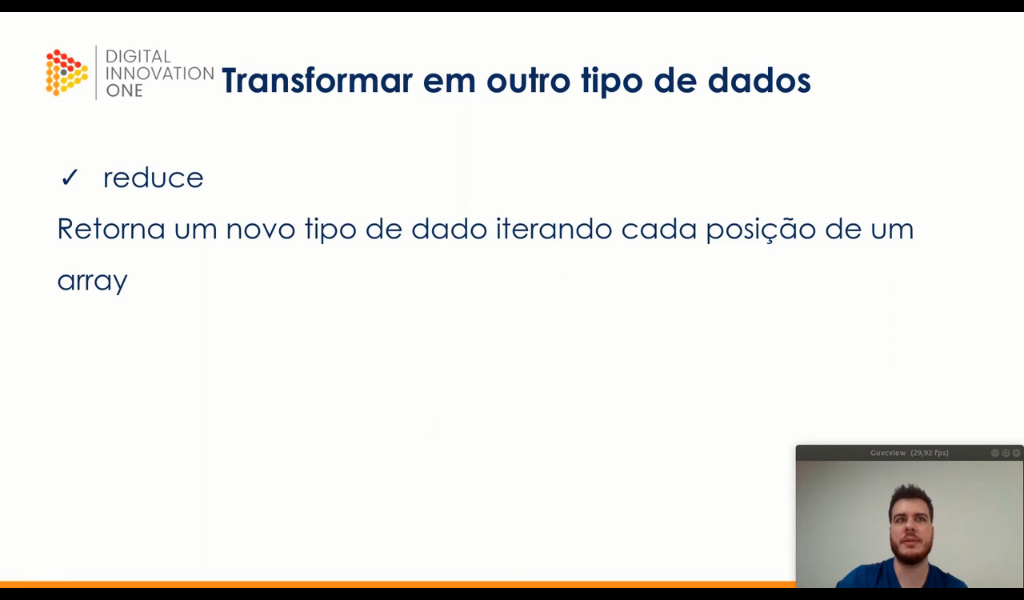 DIGITAL
INNOVATION
ONE
Transformar em outro tipo de dados
✓ reduce
Retorna um novo tipo de dado iterando cada posição de um
array
Guvcview (29,92 fps)